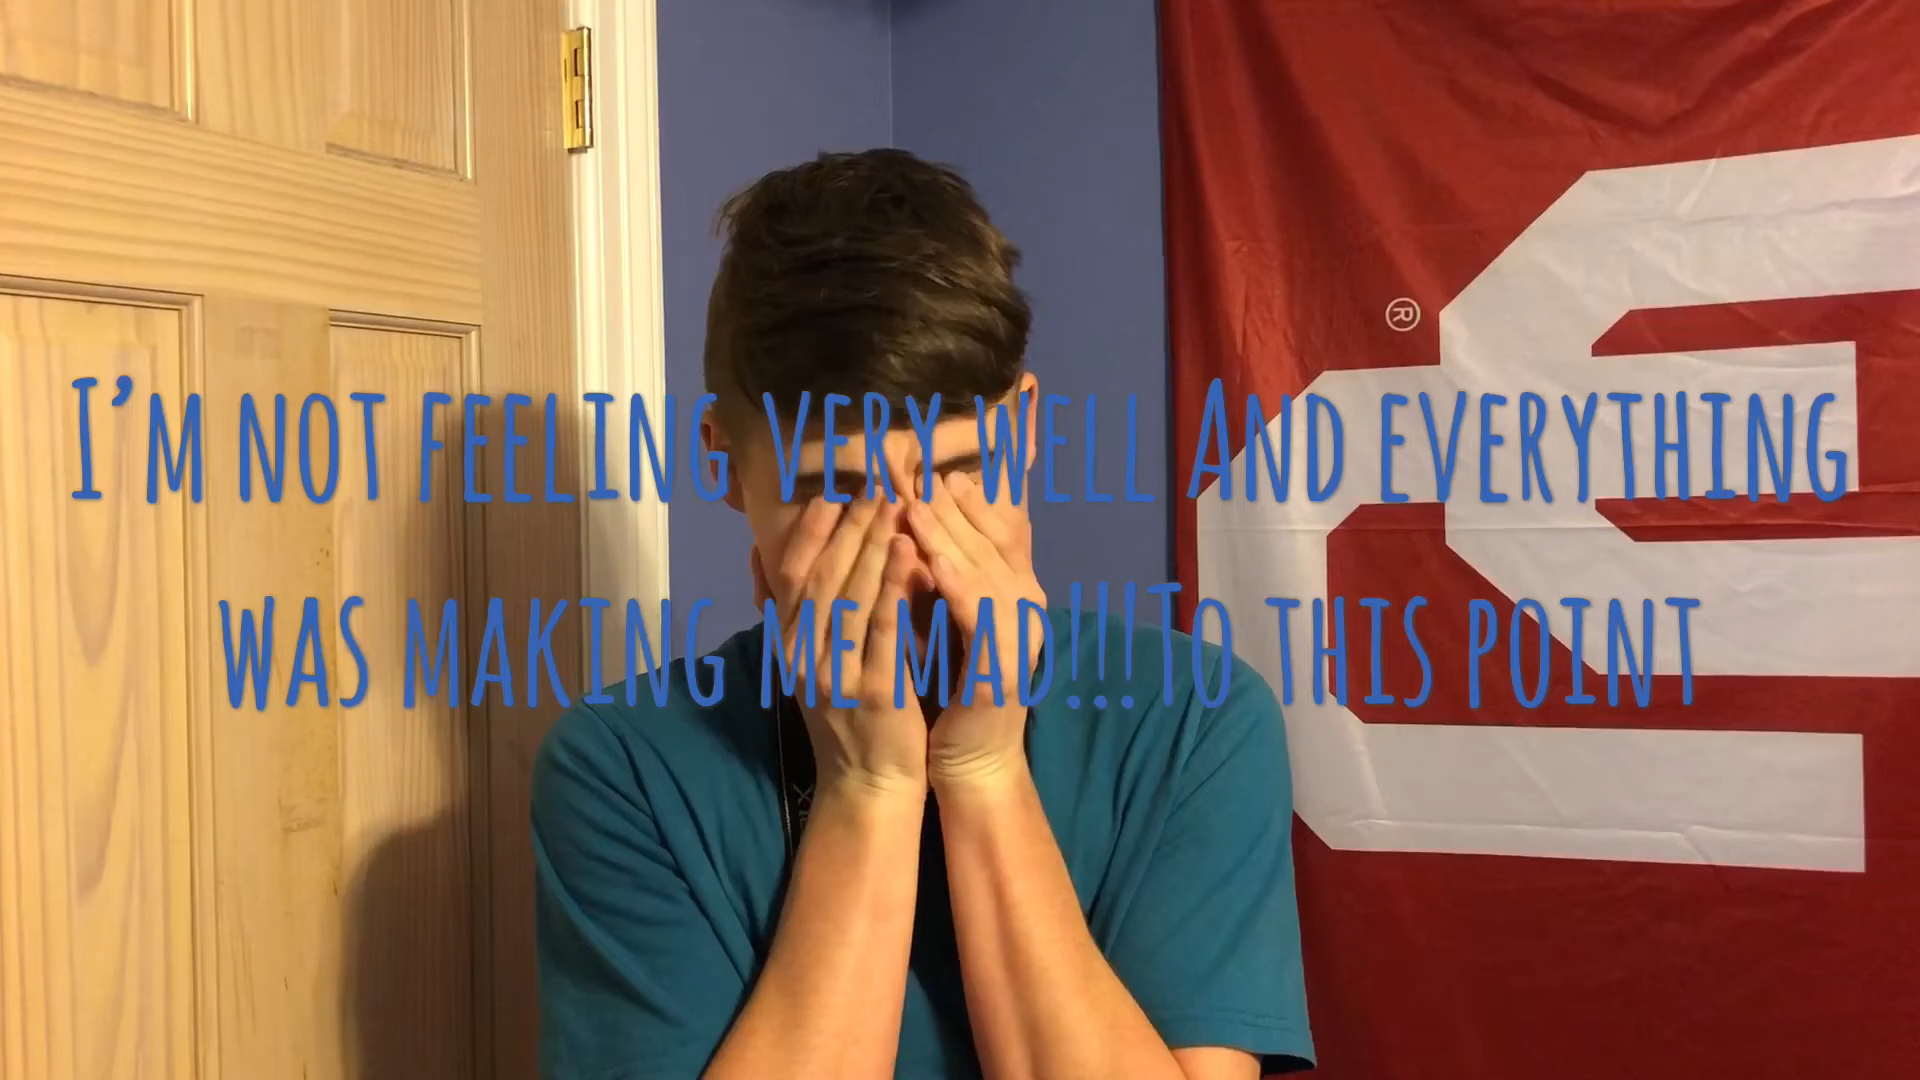 I'M NOT FEELING VERY WELL AND EVERYTHING
WAS MAKING ME MAD!!!TO THIS POINT
®